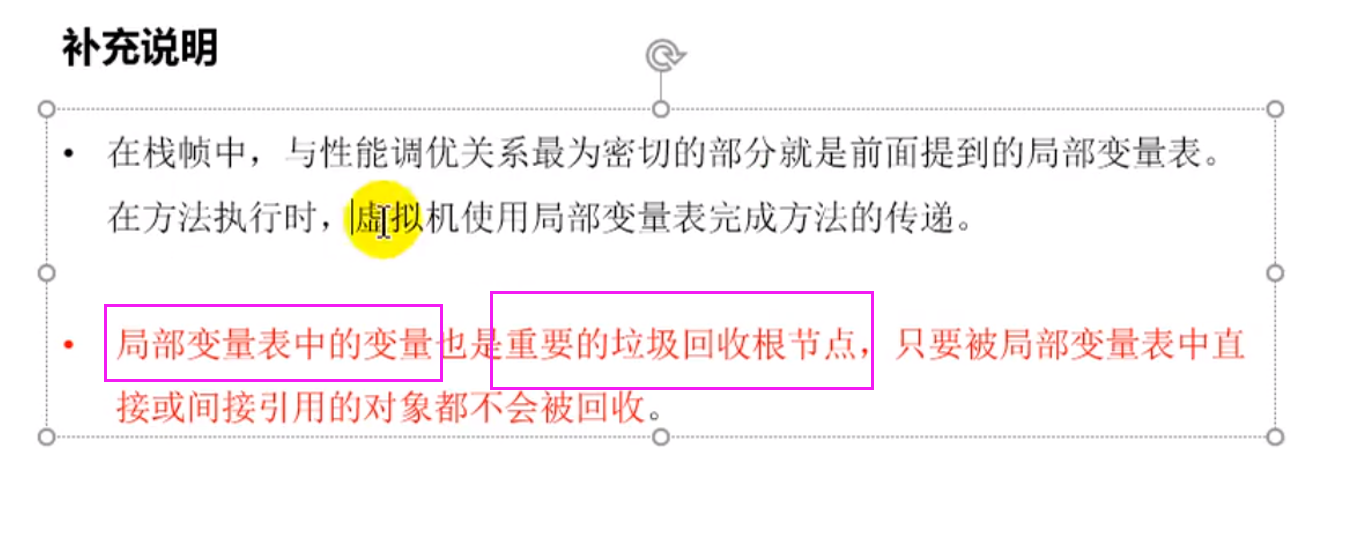 补充说明
• 在栈帧中，与性能调优关系最为密切的部分就是前面提到的局部变量表。
在方法执行时，虚拟机使用局部变量表完成方法的传递。
• 局部变量表中的变量也是重要的垃圾回收根节点，只要被局部变量表中直
接或间接引用的对象都不会被回收。